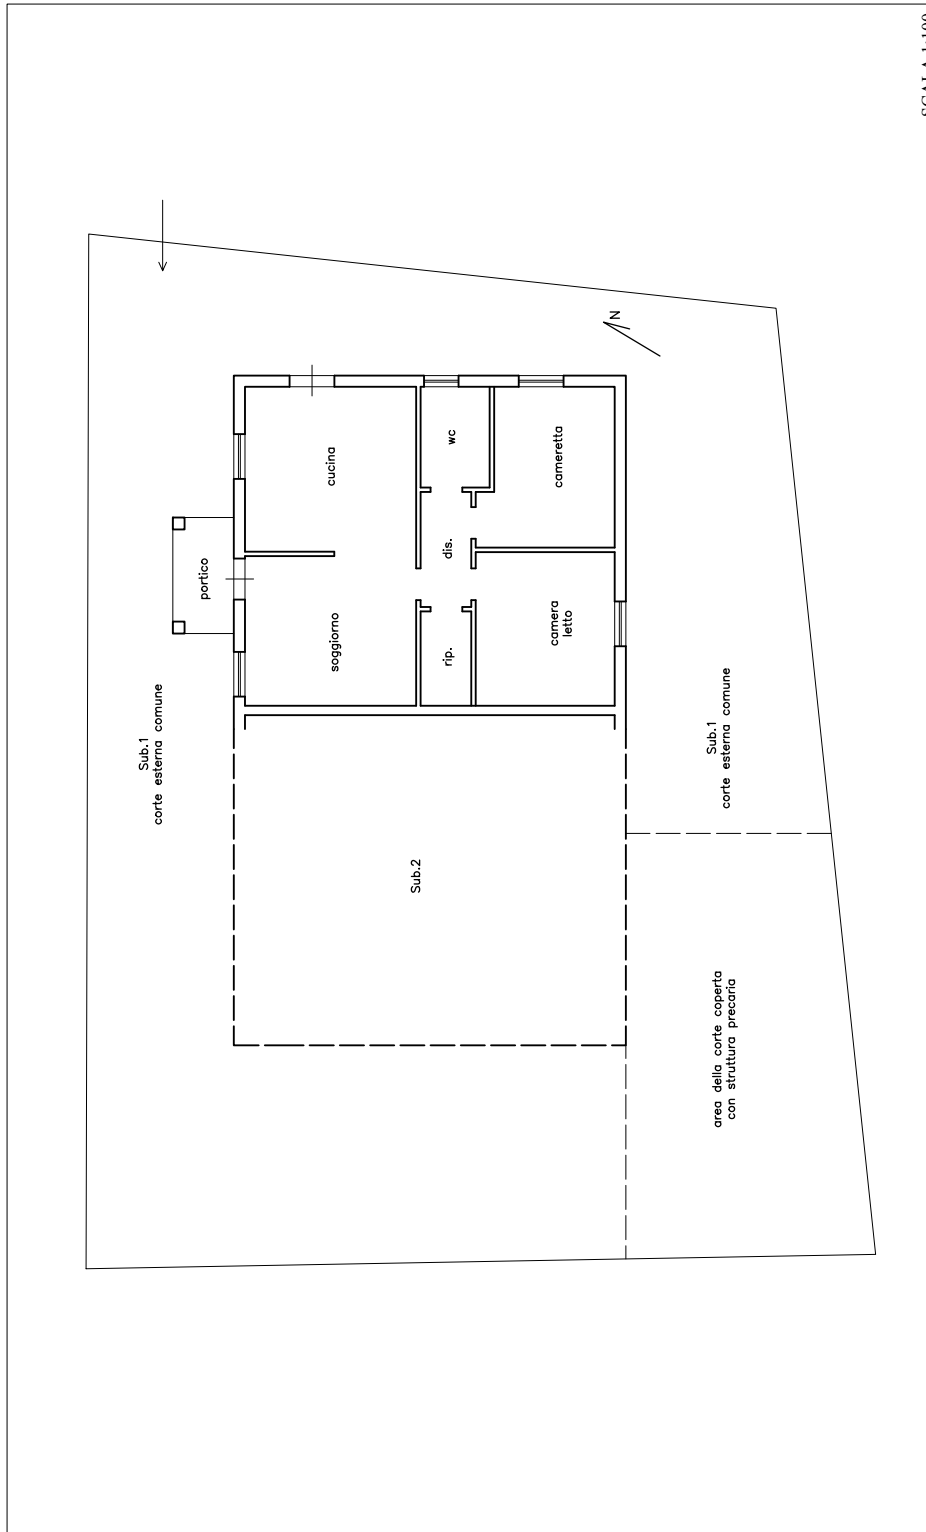 SCALA 1:100
N
cucina
wc
cameretta
portico
dis.
soggiorno
rip.
camera
letto
Sub.1
corte esterna comune
Sub.1
corte esterna comune
Sub.2
area della corte coperta
con struttura precaria